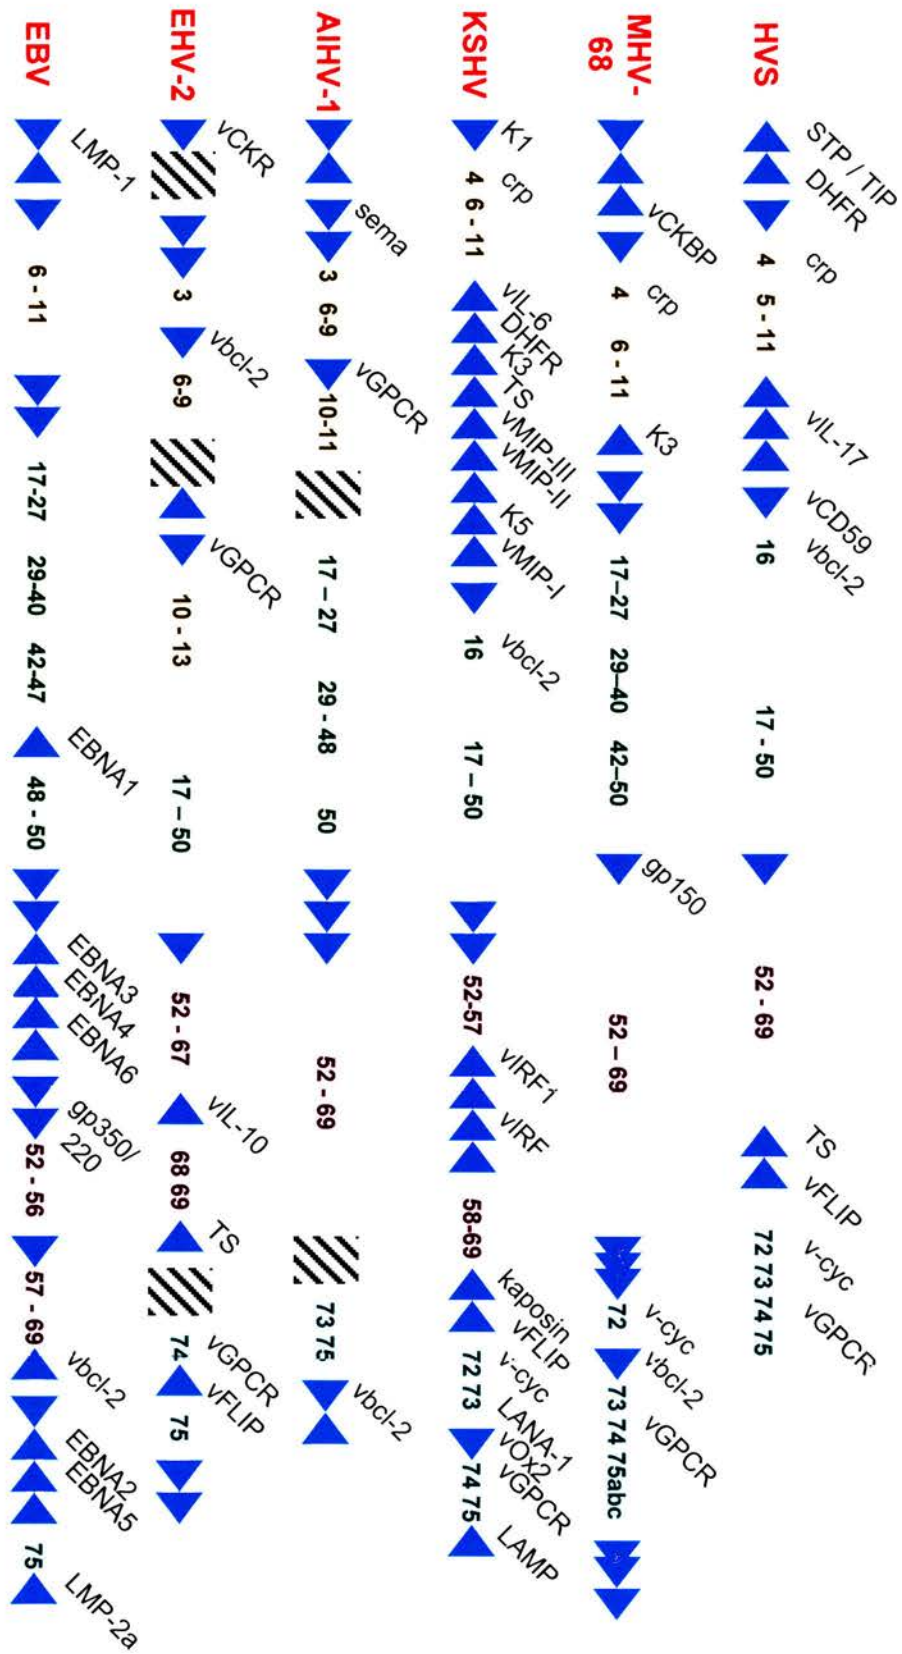 STP / TIP DHFR crp vIL-17 vCD59 vbcl-2 TS vFLIP v-cyc vGPCR
HVS 4 5 - 11 16 17 - 50 52 - 69 72 73 74 75
vCKBP crp K3 gp150 v-cyc vbcl-2 vGPCR
MHV-
68
4 6 - 11 17–27 29–40 42–50 52 – 69 72 73 74 75abc
K1 crp vIL-6 DHFR K3 TS vMIP-III vMIP-II K5 vMIP-I vbcl-2 vIRF1 vIRF kaposin vFLIP v-cyc LANA-1 vOx2 vGPCR LAMP
KSHV 4 6 - 11 16 17 – 50 52-57 58-69 72 73 74 75
sema vGPCR vbcl-2
AlHV-1 3 6-9 10-11 17 – 27 29 - 48 50 52 - 69 73 75
vCKR vbcl-2 vGPCR vIL-10 TS vGPCR vFLIP
EHV-2 3 6-9 10 - 13 17 – 50 52 - 67 68 69 74 75
LMP-1 EBNA1 EBNA3 EBNA4 EBNA6 gp350/
220
vbcl-2 EBNA2 EBNA5 LMP-2a
EBV 6 - 11 17-27 29-40 42-47 48 - 50 52 - 56 57 - 69 75